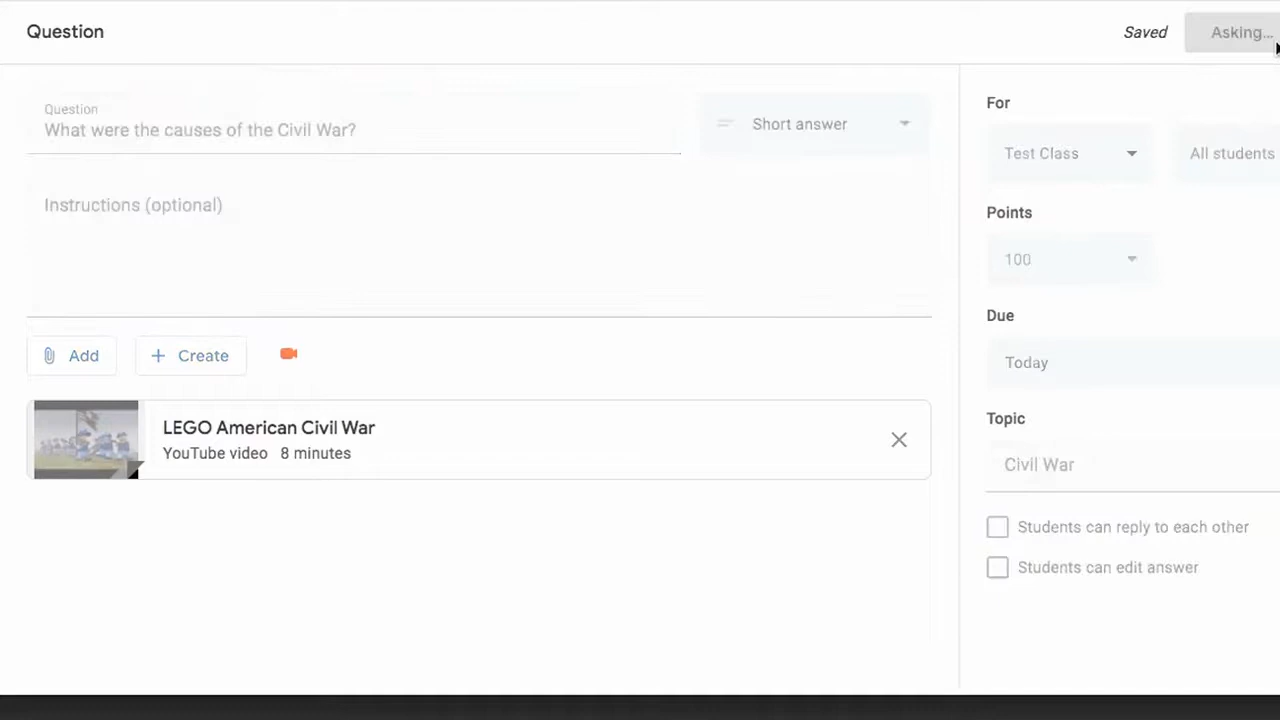 Question
Saved
Asking...
Question
What were the causes of the Civil War?
Short answer
Instructions (optional)
Add
Create
LEGO American Civil War
YouTube video 8 minutes
For
Test Class
All students
Points
100
Due
Today
Topic
Civil War
Students can reply to each other
Students can edit answer